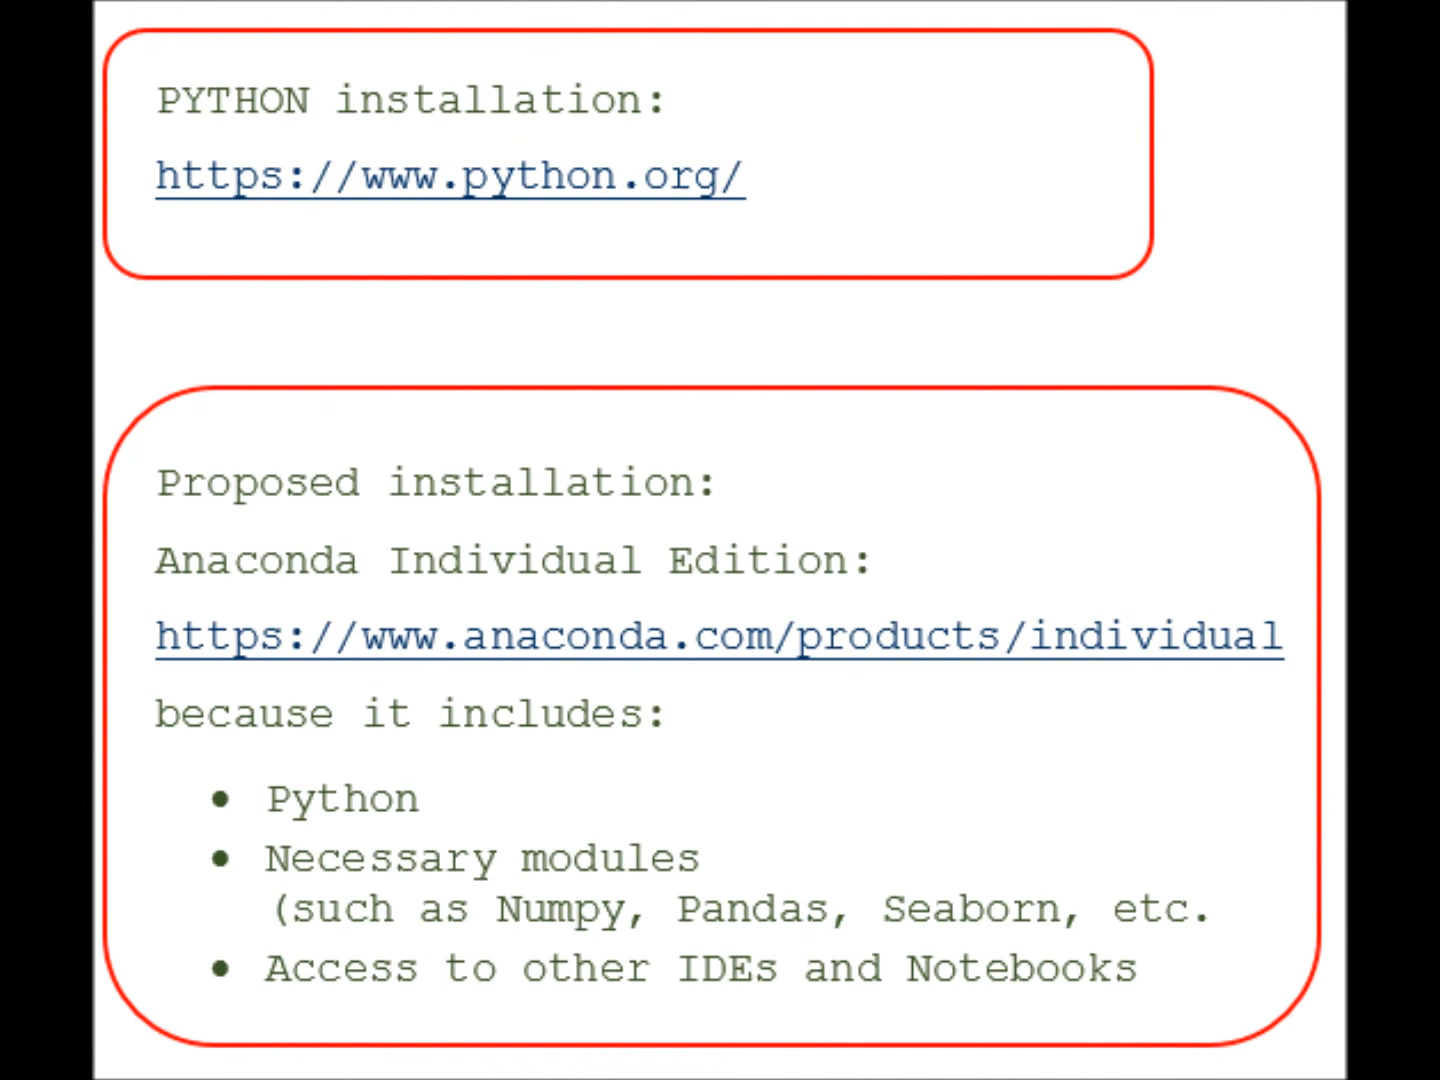 PYTHON installation:
https://www.python.org/
Proposed installation:
Anaconda Individual Edition:
https://www.anaconda.com/products/individual
because it includes:
• Python
• Necessary modules
(such as Numpy, Pandas, Seaborn, etc.
• Access to other IDEs and Notebooks